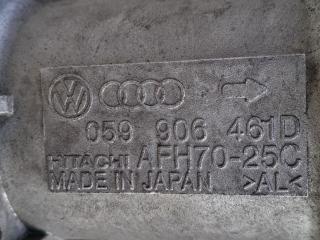 059 906 461D
HITACHI AFH70-25C
MADE IN JAPAN >AL<